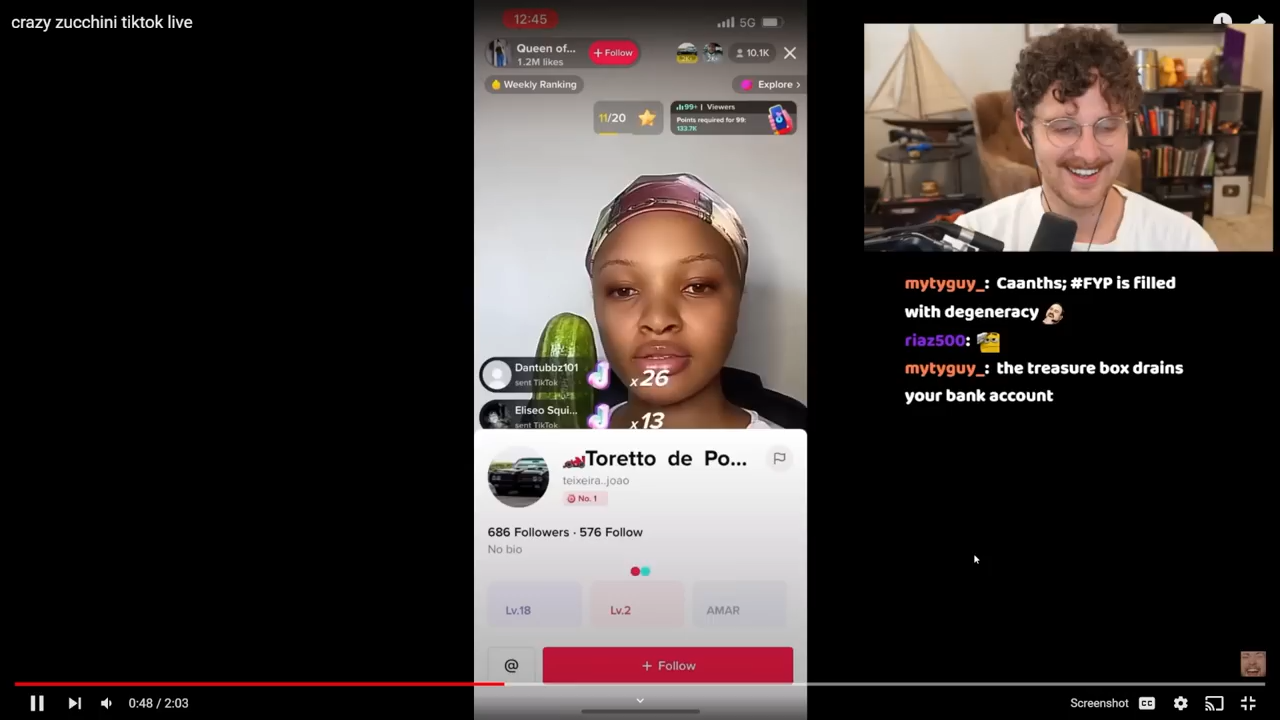 crazy zucchini tiktok live
12:45
5G
Queen of...
1.2M likes
+ Follow
10.1K
Weekly Ranking
Explore >
11/20
99+ | Viewers
Points required for 99:
133.7K
Dantubbz101
sent TikTok
x26
Eliseo Squi...
sent TikTok
x13
Toretto de Po...
teixeira..joao
No. 1
686 Followers · 576 Follow
No bio
Lv.18
Lv.2
AMAR
@
+ Follow
mytyguy_: Caanths; #FYP is filled
with degeneracy
riaz500:
mytyguy_: the treasure box drains
your bank account
0:48 / 2:03
Screenshot
CC